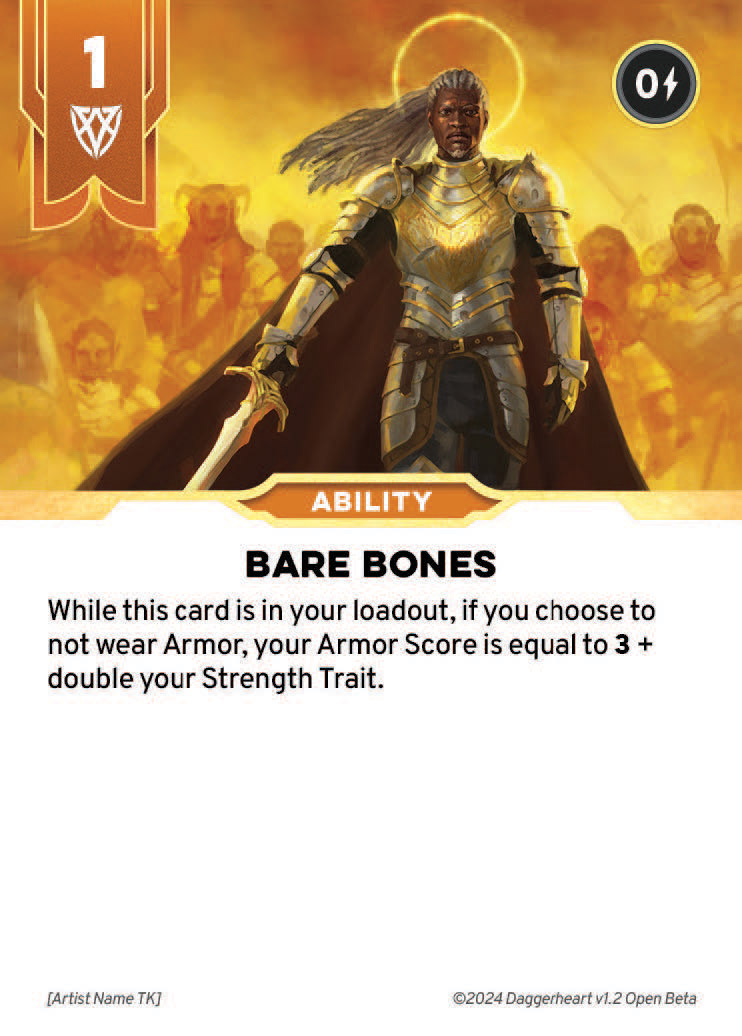 1
0
ABILITY
BARE BONES
While this card is in your loadout, if you choose to
not wear Armor, your Armor Score is equal to 3 +
double your Strength Trait.
[Artist Name TK]
©2024 Daggerheart v1.2 Open Beta